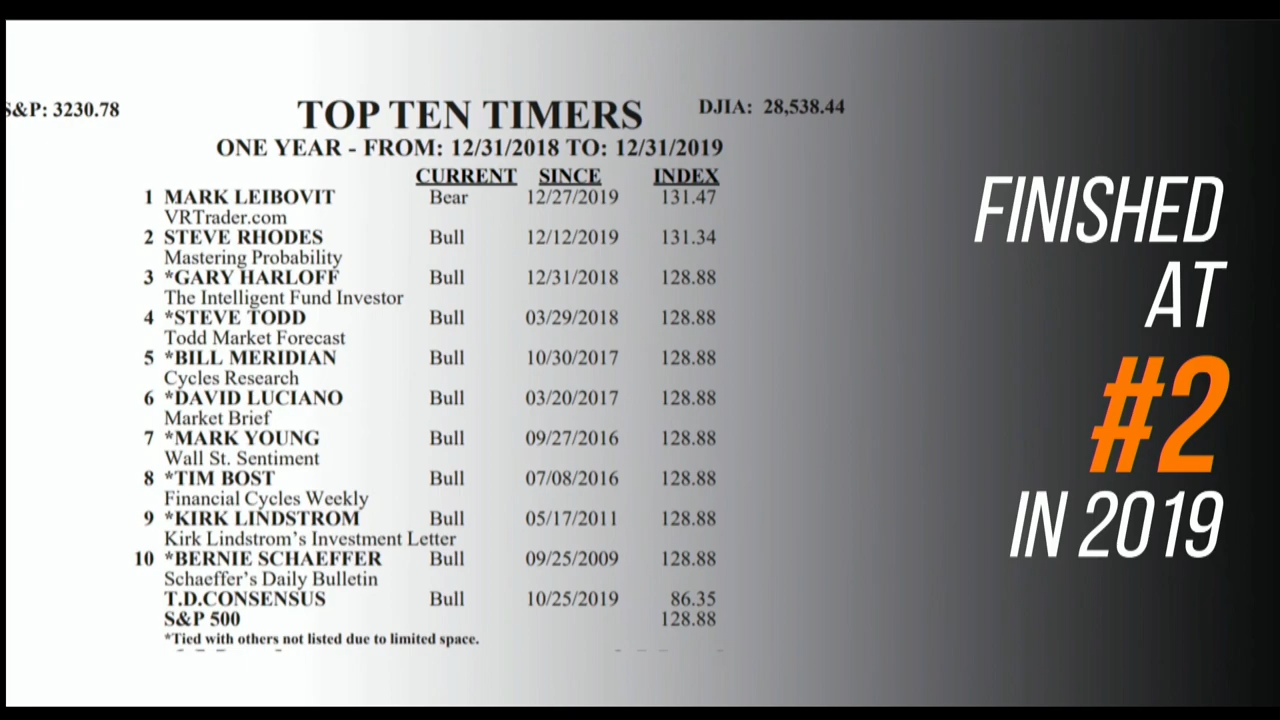 S&P: 3230.78
TOP TEN TIMERS
DJIA: 28,538.44
ONE YEAR - FROM: 12/31/2018 TO: 12/31/2019
CURRENT SINCE INDEX
1 MARK LEIBOVIT Bear 12/27/2019 131.47
VRTrader.com
2 STEVE RHODES Bull 12/12/2019 131.34
Mastering Probability
3 *GARY HARLOFF Bull 12/31/2018 128.88
The Intelligent Fund Investor
4 *STEVE TODD Bull 03/29/2018 128.88
Todd Market Forecast
5 *BILL MERIDIAN Bull 10/30/2017 128.88
Cycles Research
6 *DAVID LUCIANO Bull 03/20/2017 128.88
Market Brief
7 *MARK YOUNG Bull 09/27/2016 128.88
Wall St. Sentiment
8 *TIM BOST Bull 07/08/2016 128.88
Financial Cycles Weekly
9 *KIRK LINDSTROM Bull 05/17/2011 128.88
Kirk Lindstrom's Investment Letter
10 *BERNIE SCHAEFFER Bull 09/25/2009 128.88
Schaeffer's Daily Bulletin
T.D.CONSENSUS Bull 10/25/2019 86.35
S&P 500 128.88
*Tied with others not listed due to limited space.
FINISHED
AT
#2
IN 2019